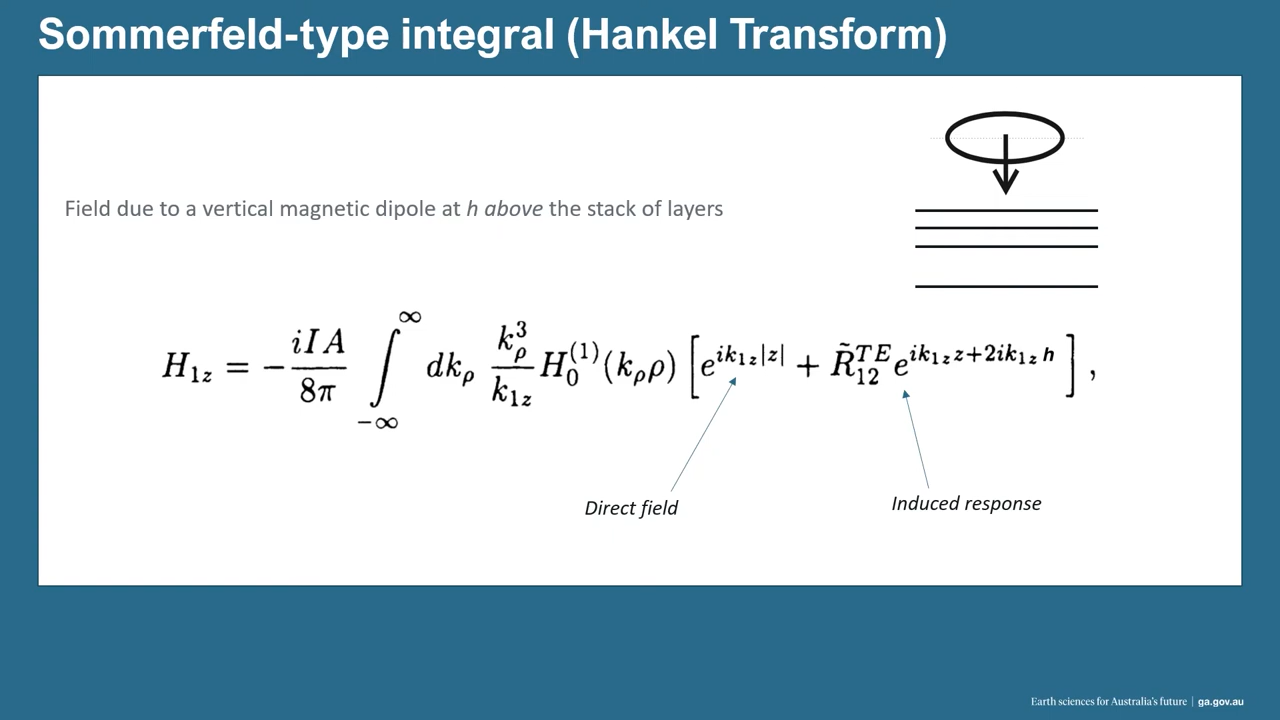 Sommerfeld-type integral (Hankel Transform)
Field due to a vertical magnetic dipole at h above the stack of layers
H_{1z} = -\frac{iIA}{8\pi} \int_{-\infty}^{\infty} dk_\rho \frac{k_\rho^3}{k_{1z}} H_0^{(1)}(k_\rho \rho) \left[ e^{ik_{1z}|z|} + \tilde{R}_{12}^{TE} e^{ik_{1z}z+2ik_{1z}h} \right],
Direct field
Induced response
Earth sciences for Australia's future | ga.gov.au